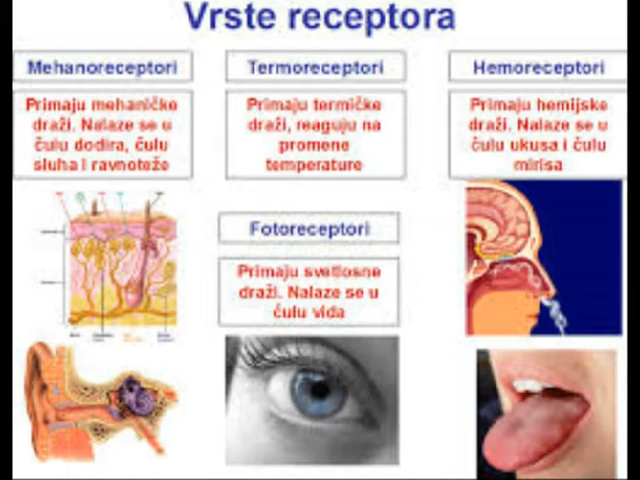 Vrste receptora
Mehanoreceptori
Primaju mehaničke
draži. Nalaze se u
čulu dodira, čulu
sluha i ravnoteže
Termoreceptori
Primaju termičke
draži, reaguju na
promene
temperature
Hemoreceptori
Primaju hemijske
draži. Nalaze se u
čulu ukusa i čulu
mirisa
Fotoreceptori
Primaju svetlosne
draži. Nalaze se u
čulu vida